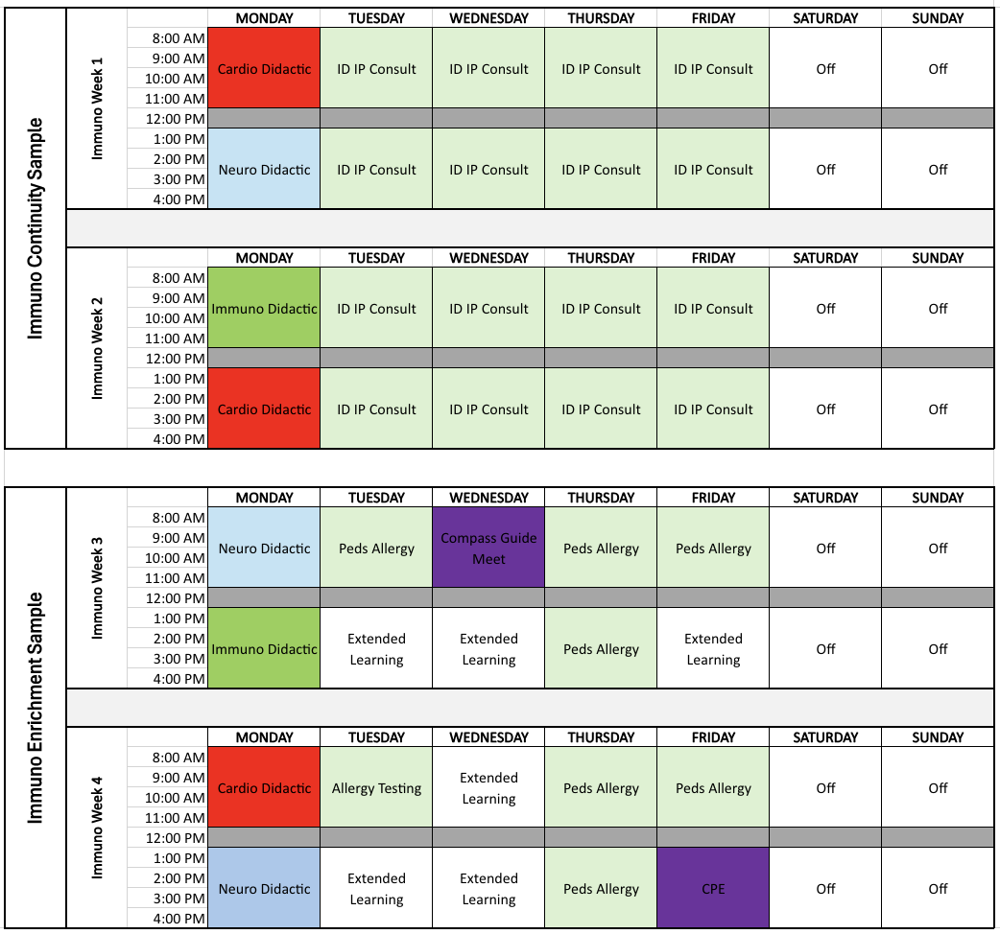 Immuno Continuity Sample
Immuno Week 1
MONDAY TUESDAY WEDNESDAY THURSDAY FRIDAY SATURDAY SUNDAY
8:00 AM
9:00 AM
10:00 AM
11:00 AM
Cardio Didactic ID IP Consult ID IP Consult ID IP Consult ID IP Consult Off Off
12:00 PM
1:00 PM
2:00 PM
3:00 PM
4:00 PM
Neuro Didactic ID IP Consult ID IP Consult ID IP Consult ID IP Consult Off Off
Immuno Week 2
MONDAY TUESDAY WEDNESDAY THURSDAY FRIDAY SATURDAY SUNDAY
8:00 AM
9:00 AM
10:00 AM
11:00 AM
Immuno Didactic ID IP Consult ID IP Consult ID IP Consult ID IP Consult Off Off
12:00 PM
1:00 PM
2:00 PM
3:00 PM
4:00 PM
Cardio Didactic ID IP Consult ID IP Consult ID IP Consult ID IP Consult Off Off
Immuno Enrichment Sample
Immuno Week 3
MONDAY TUESDAY WEDNESDAY THURSDAY FRIDAY SATURDAY SUNDAY
8:00 AM
9:00 AM
10:00 AM
11:00 AM
Neuro Didactic Peds Allergy Compass Guide Meet Peds Allergy Peds Allergy Off Off
12:00 PM
1:00 PM
2:00 PM
3:00 PM
4:00 PM
Immuno Didactic Extended Learning Extended Learning Peds Allergy Extended Learning Off Off
Immuno Week 4
MONDAY TUESDAY WEDNESDAY THURSDAY FRIDAY SATURDAY SUNDAY
8:00 AM
9:00 AM
10:00 AM
11:00 AM
Cardio Didactic Allergy Testing Extended Learning Peds Allergy Peds Allergy Off Off
12:00 PM
1:00 PM
2:00 PM
3:00 PM
4:00 PM
Neuro Didactic Extended Learning Extended Learning Peds Allergy CPE Off Off